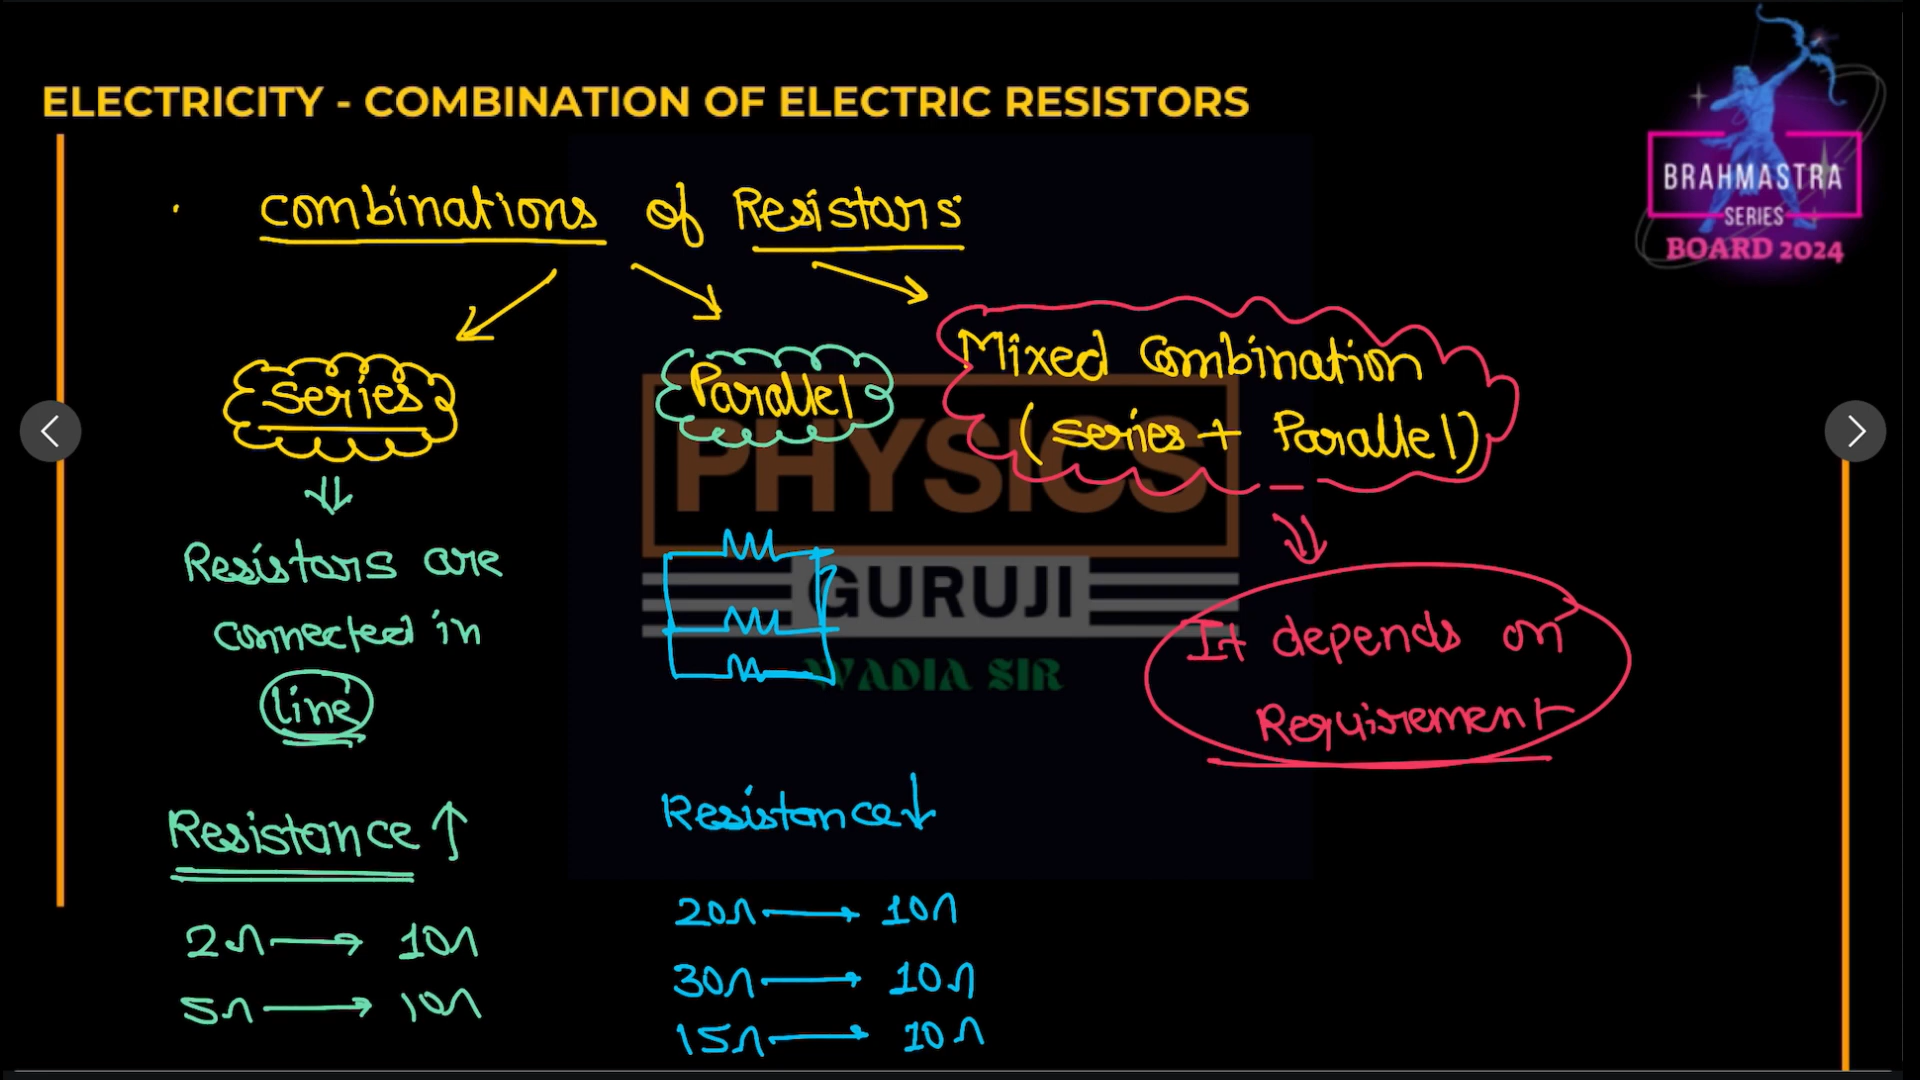 ELECTRICITY - COMBINATION OF ELECTRIC RESISTORS
BRAHMASTRA
SERIES
BOARD 2024
Combinations of Resistors
Series
Parallel
Mixed Combination
(Series + Parallel)
PHYSICS
GURUJI
WADIA SIR
Resistors are
connected in
line
It depends on
Requirement
Resistance ↑
2Ω → 10Ω
5Ω → 10Ω
Resistance ↓
20Ω → 10Ω
30Ω → 10Ω
15Ω → 10Ω